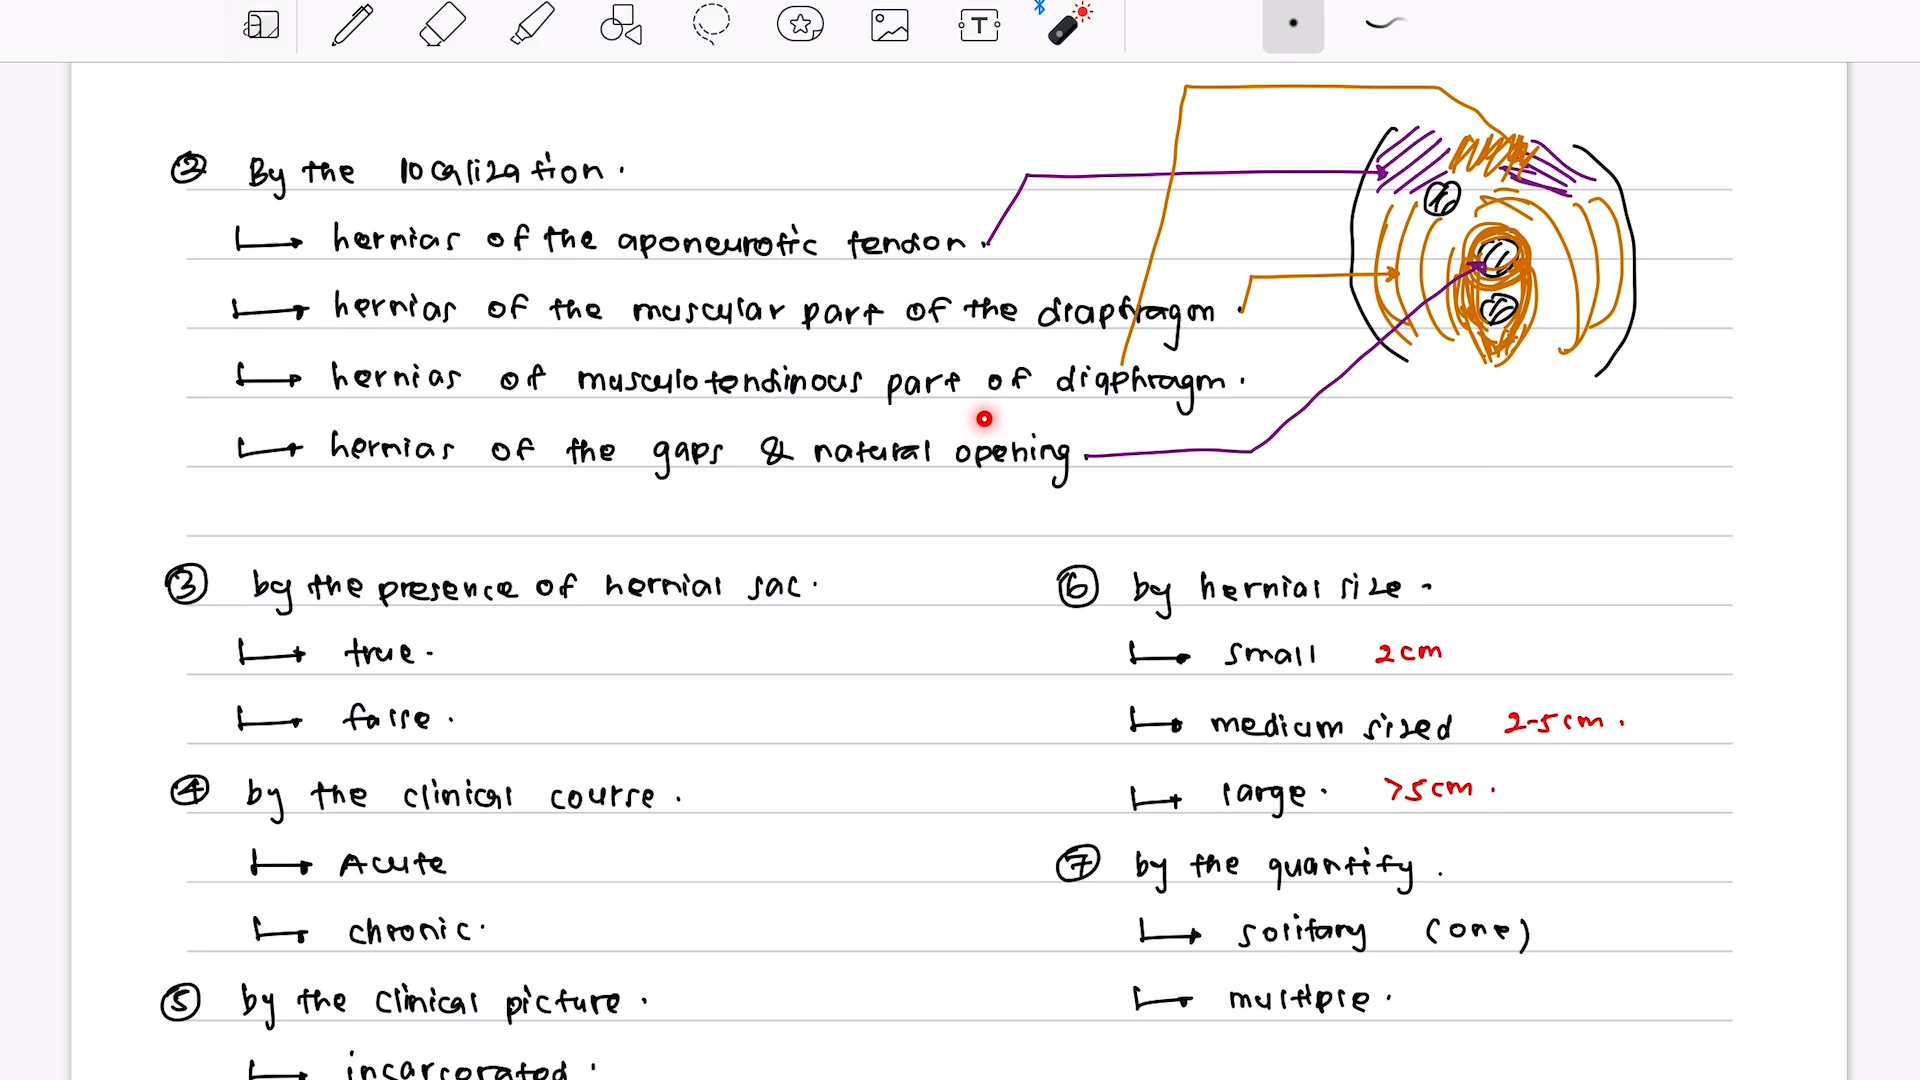 ② By the localization.
hernias of the aponeurotic tendon.
hernias of the muscular part of the diaphragm.
hernias of musculotendinous part of diaphragm.
hernias of the gaps & natural opening.
③ by the presence of hernial sac.
true.
false.
④ by the clinical course.
Acute
chronic.
⑤ by the clinical picture.
incarcerated.
⑥ by hernial size.
small 2cm
medium sized 2-5cm.
large. >5cm.
⑦ by the quantity.
solitary (one)
multiple.